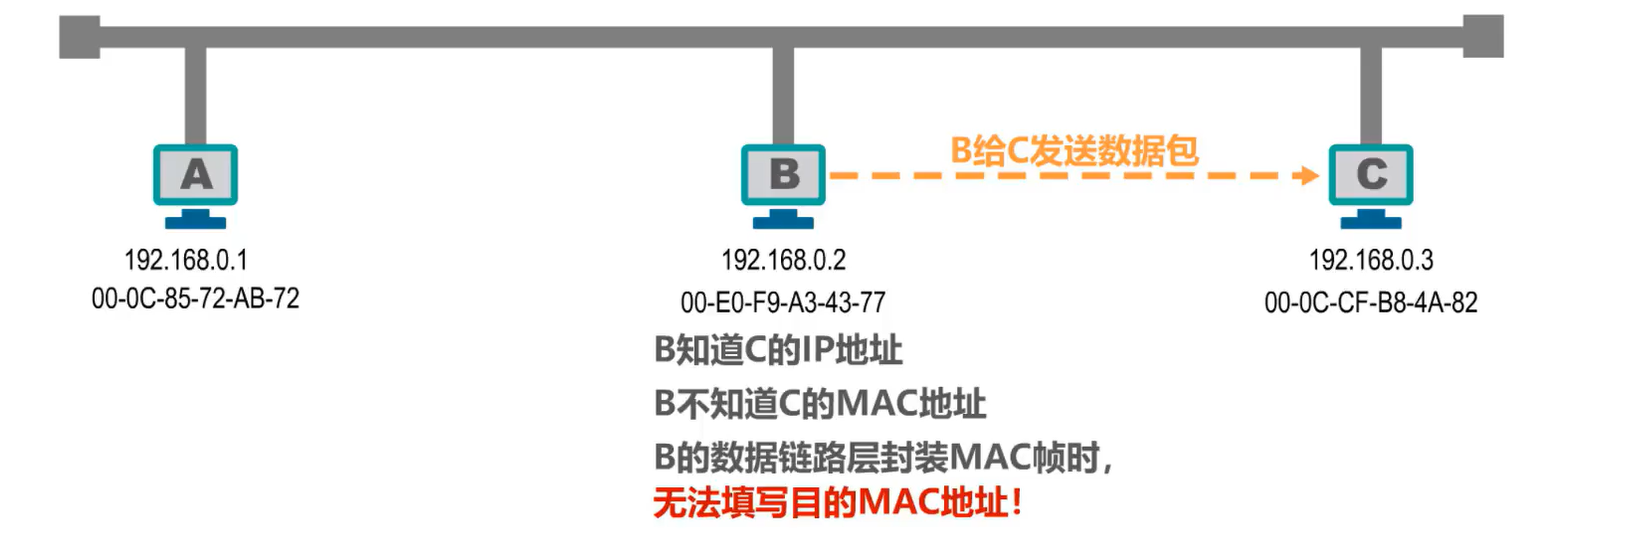 B给C发送数据包
A
B
C
192.168.0.1
192.168.0.2
192.168.0.3
00-0C-85-72-AB-72
00-E0-F9-A3-43-77
00-0C-CF-B8-4A-82
B知道C的IP地址
B不知道C的MAC地址
B的数据链路层封装MAC帧时，
无法填写目的MAC地址！